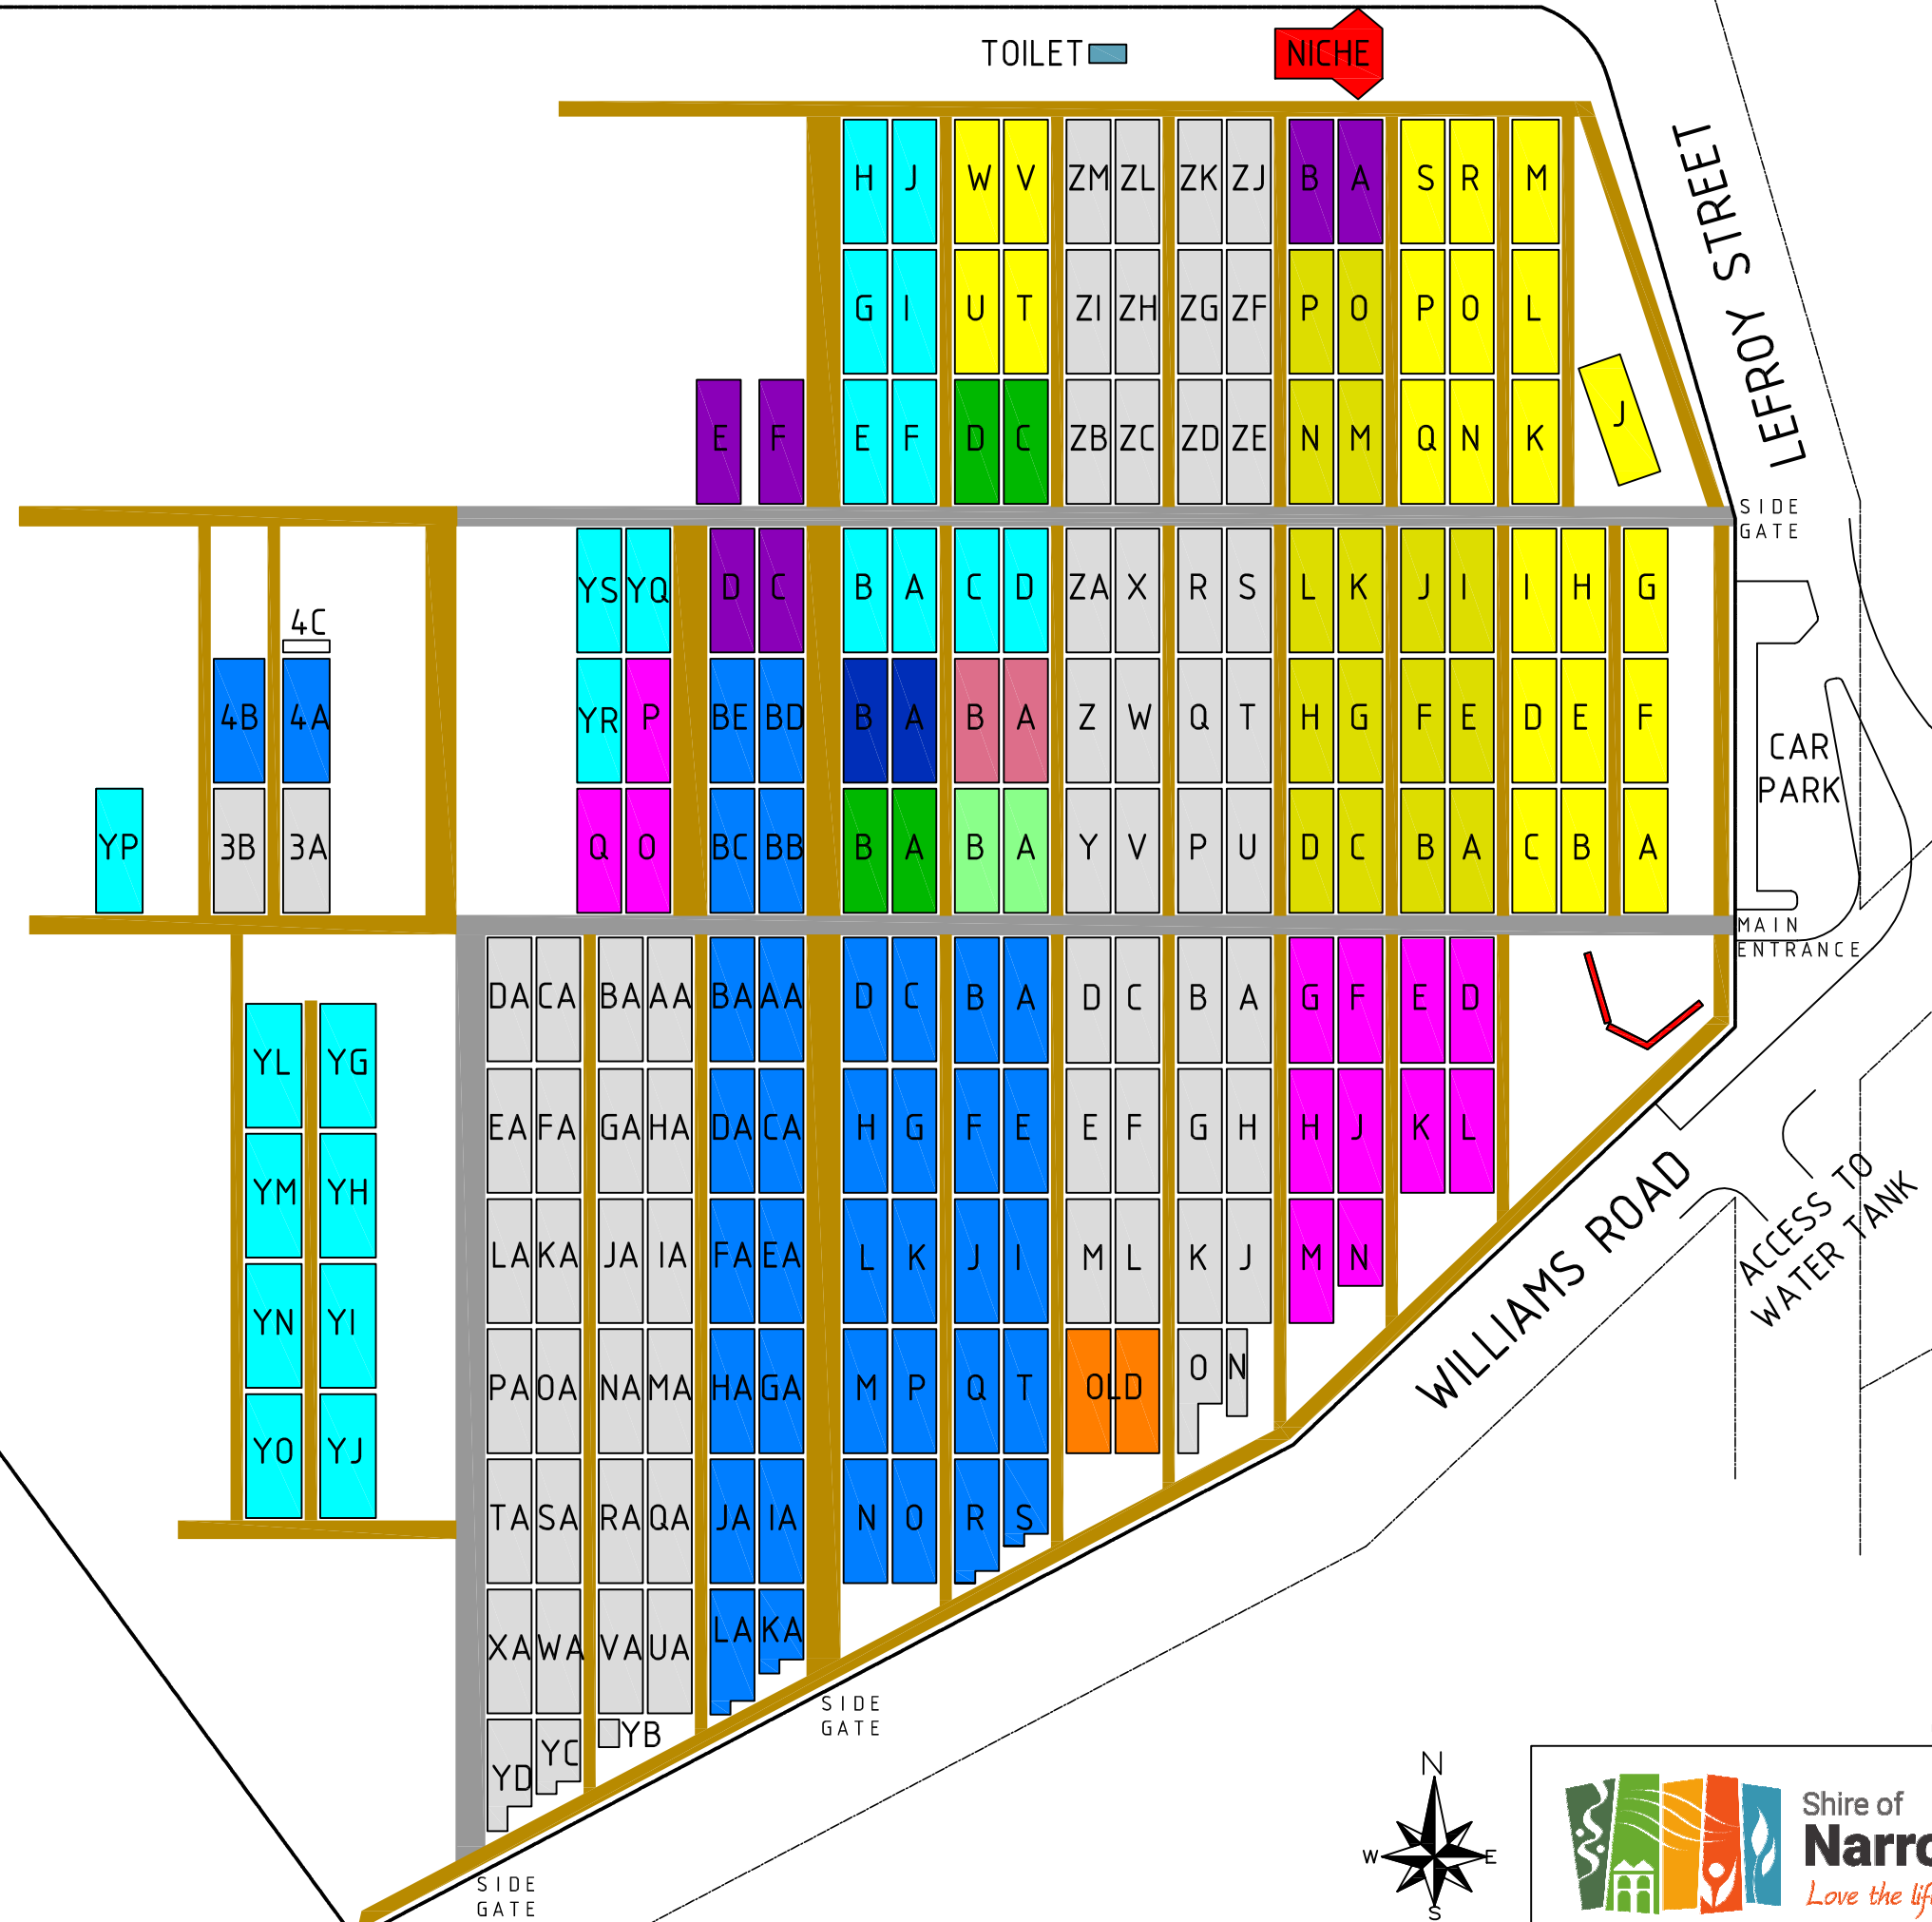 TOILET
NICHE
H J W V ZM ZL ZK ZJ B A S R M
G I U T ZI ZH ZG ZF P O P O L
E F E F D C ZB ZC ZD ZE N M Q N K J
LEFROY STREET
SIDE
GATE
YS YQ D C B A C D ZA X R S L K J I I H G
4C
4B 4A YR P BE BD B A B A Z W Q T H G F E D E F
CAR
PARK
YP 3B 3A Q O BC BB B A B A Y V P U D C B A C B A
MAIN
ENTRANCE
DA CA BA AA BA AA D C B A D C B A G F E D
YL YG
EA FA GA HA DA CA H G F E E F G H H J K L
YM YH
LA KA JA IA FA EA L K J I M L K J M N
ACCESS TO
WATER TANK
WILLIAMS ROAD
YN YI
PA OA NA MA HA GA M P Q T OLD O N
YO YJ
TA SA RA QA JA IA N O R S
XA WA VA UA LA KA
SIDE
GATE
YD YC YB
SIDE
GATE
N
W E
S
Shire of
Narro
Love the lif